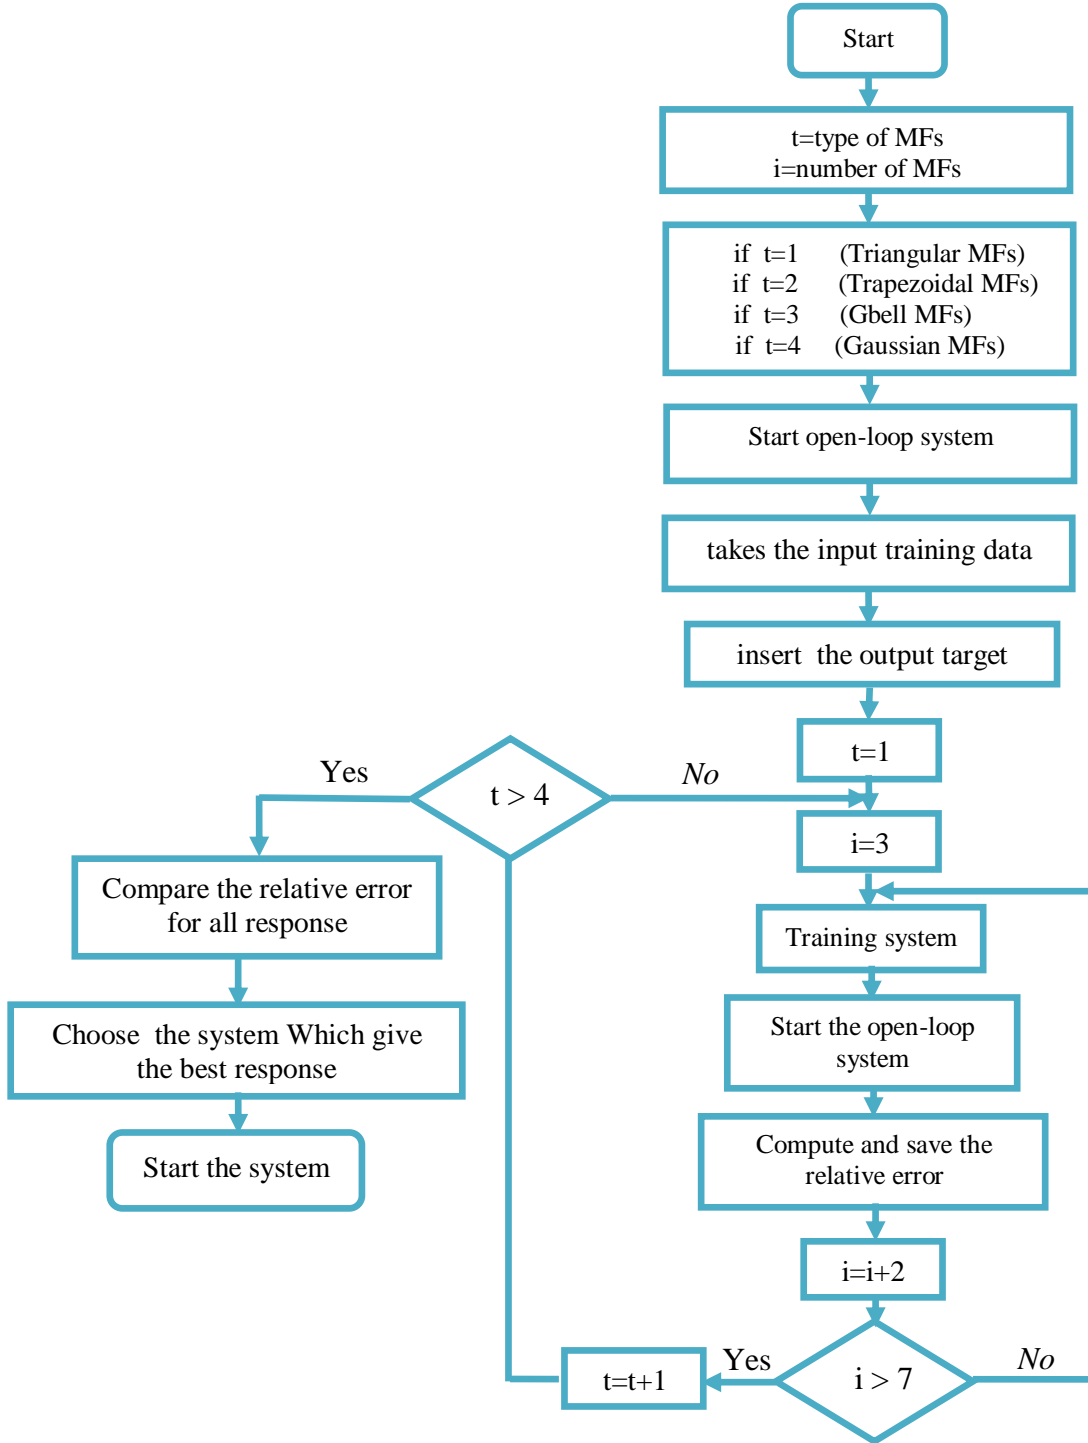 Start
t=type of MFs
i=number of MFs
if t=1 (Triangular MFs)
if t=2 (Trapezoidal MFs)
if t=3 (Gbell MFs)
if t=4 (Gaussian MFs)
Start open-loop system
takes the input training data
insert the output target
t=1
Yes
t > 4
No
i=3
Compare the relative error
for all response
Training system
Choose the system Which give
the best response
Start the open-loop
system
Start the system
Compute and save the
relative error
i=i+2
t=t+1
Yes
i > 7
No